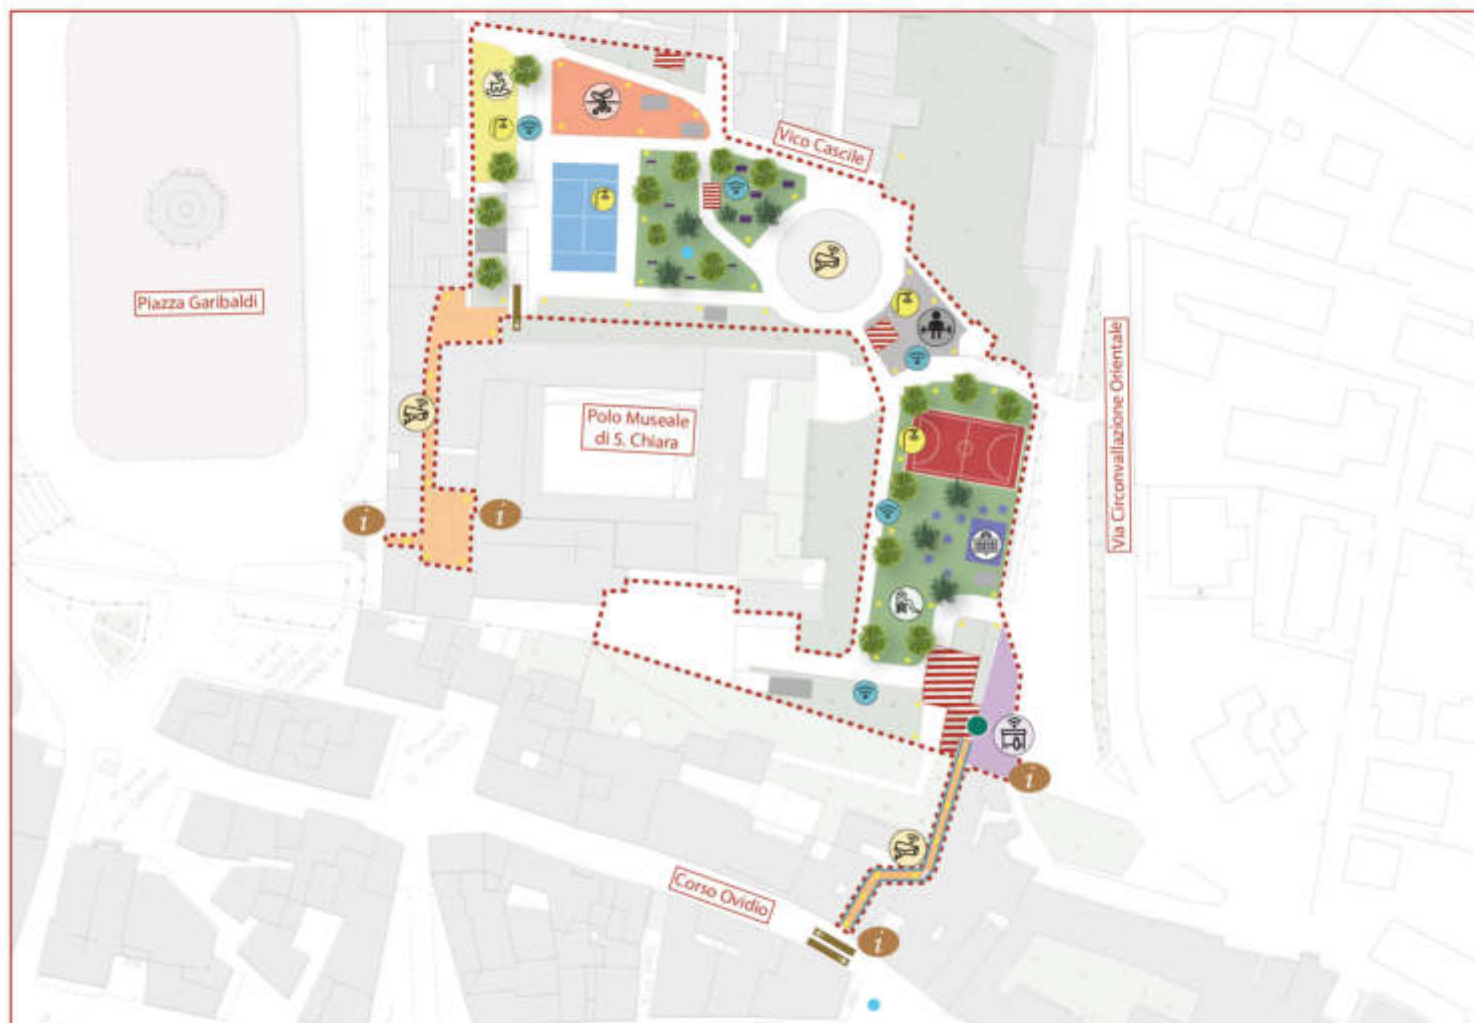 Vico Cascile
Piazza Garibaldi
Via Circonvallazione Orientale
Polo Museale
di S. Chiara
i
i
i
Corso Ovidio
i